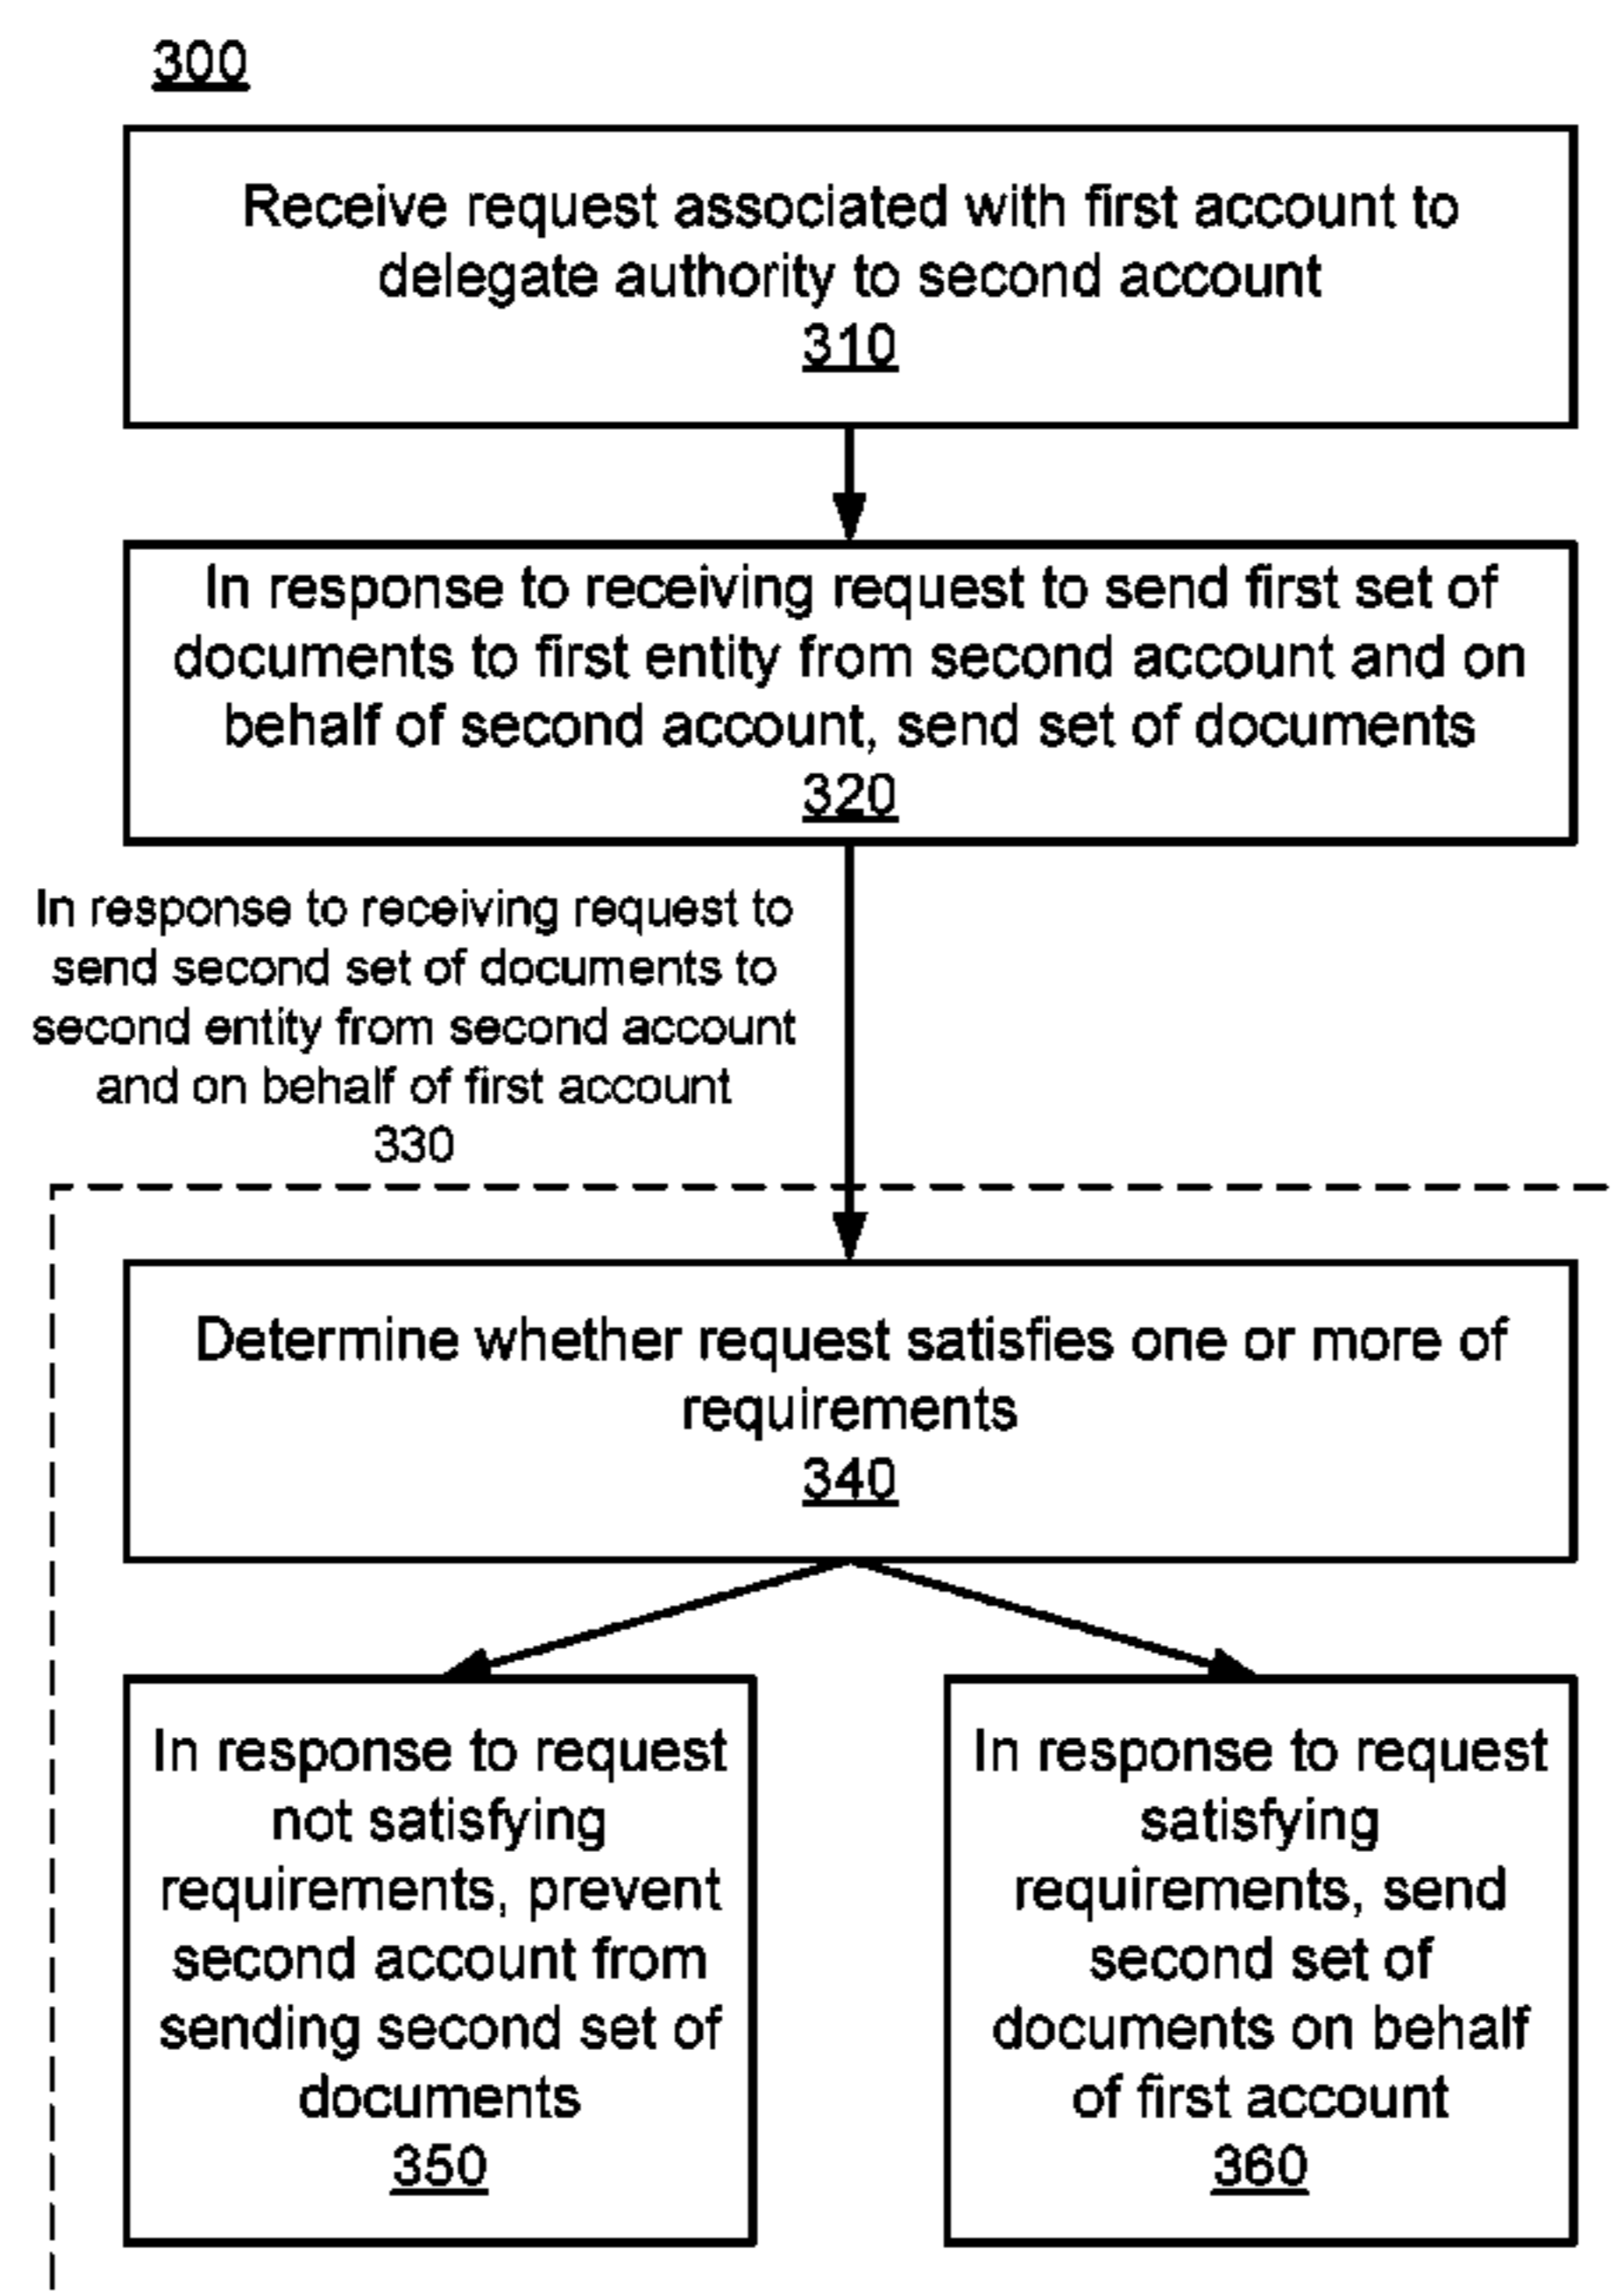 300
Receive request associated with first account to
delegate authority to second account
310
In response to receiving request to send first set of
documents to first entity from second account and on
behalf of second account, send set of documents
320
In response to receiving request to
send second set of documents to
second entity from second account
and on behalf of first account
330
Determine whether request satisfies one or more of
requirements
340
In response to request
not satisfying
requirements, prevent
second account from
sending second set of
documents
350
In response to request
satisfying
requirements, send
second set of
documents on behalf
of first account
360